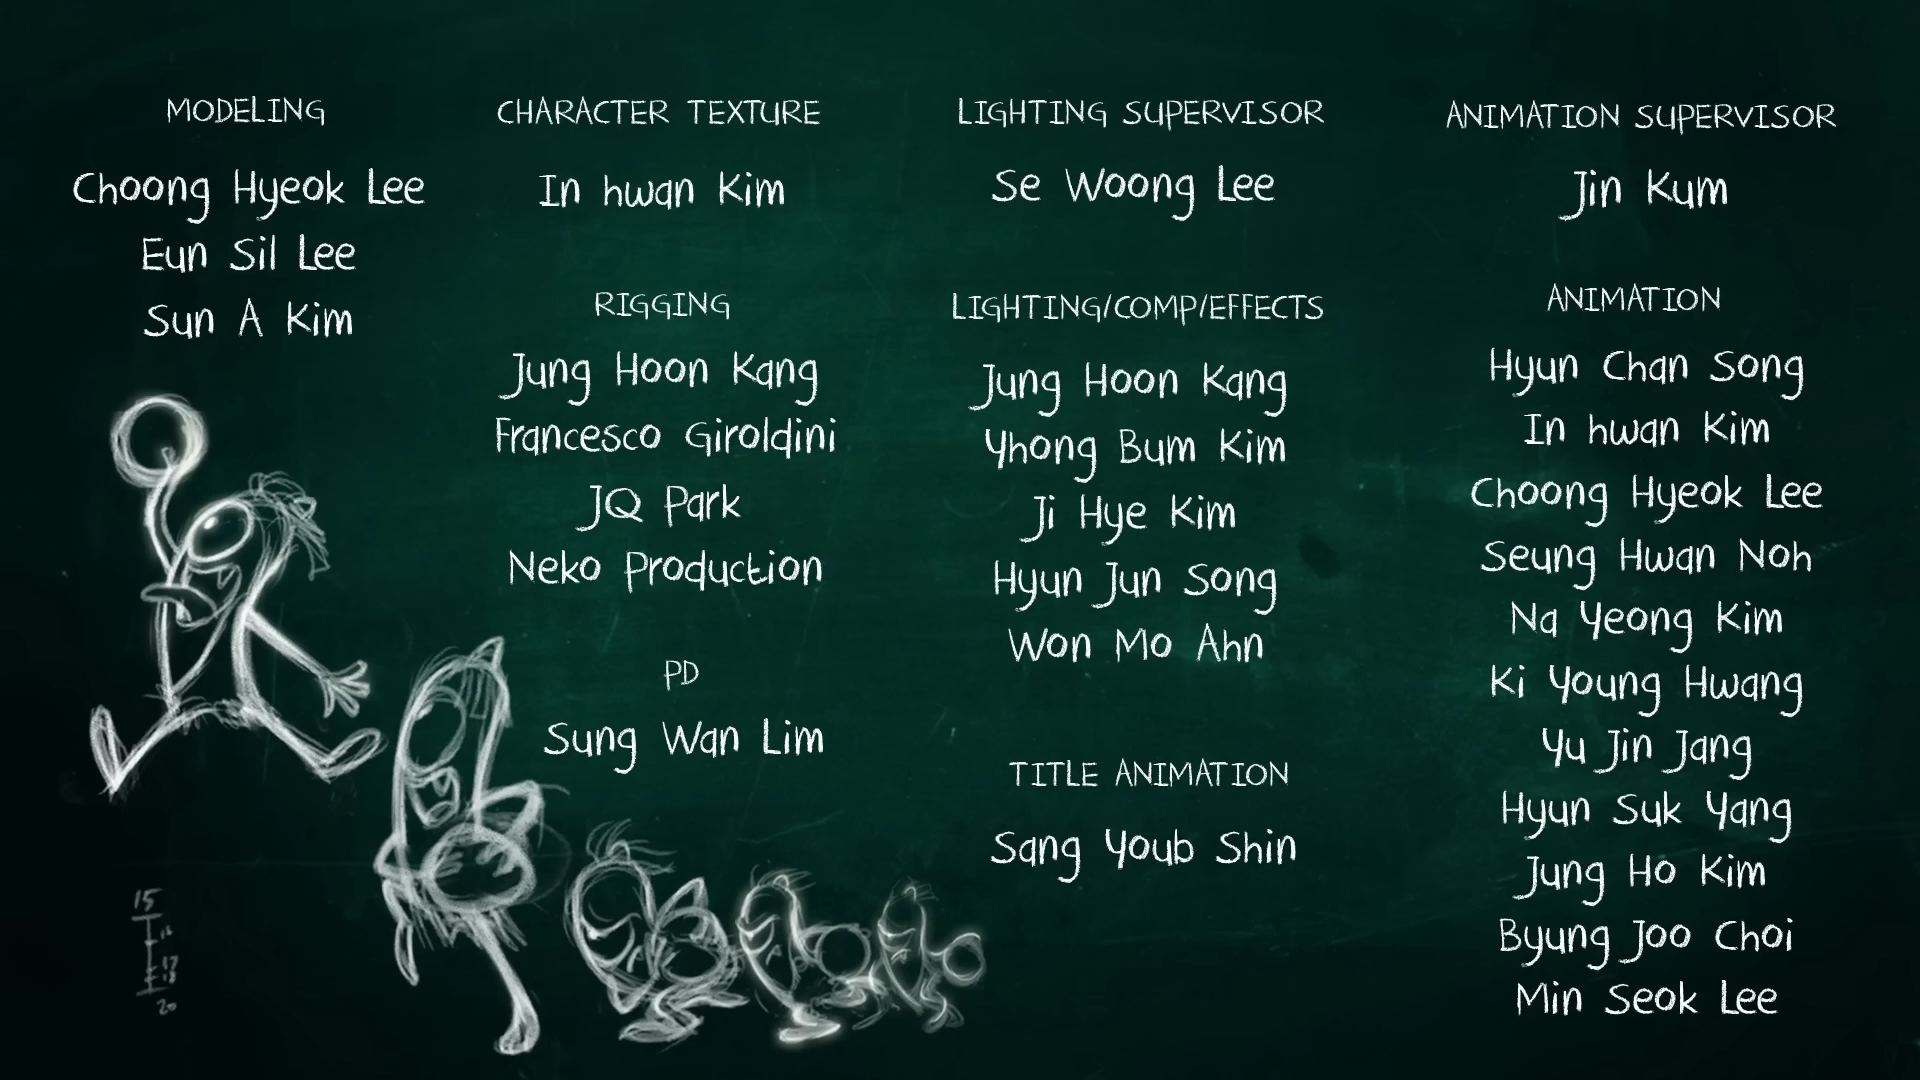 MODELING
Choong Hyeok Lee
Eun Sil Lee
Sun A Kim
CHARACTER TEXTURE
In hwan Kim
RIGGING
Jung Hoon Kang
Francesco Giroldini
JQ Park
Neko Production
PD
Sung Wan Lim
LIGHTING SUPERVISOR
Se Woong Lee
LIGHTING/COMP/EFFECTS
Jung Hoon Kang
Yhong Bum Kim
Ji Hye Kim
Hyun Jun Song
Won Mo Ahn
TITLE ANIMATION
Sang Youb Shin
ANIMATION SUPERVISOR
Jin Kum
ANIMATION
Hyun Chan Song
In hwan Kim
Choong Hyeok Lee
Seung Hwan Noh
Na Yeong Kim
Ki Young Hwang
Yu Jin Jang
Hyun Suk Yang
Jung Ho Kim
Byung Joo Choi
Min Seok Lee
15
17
18
20